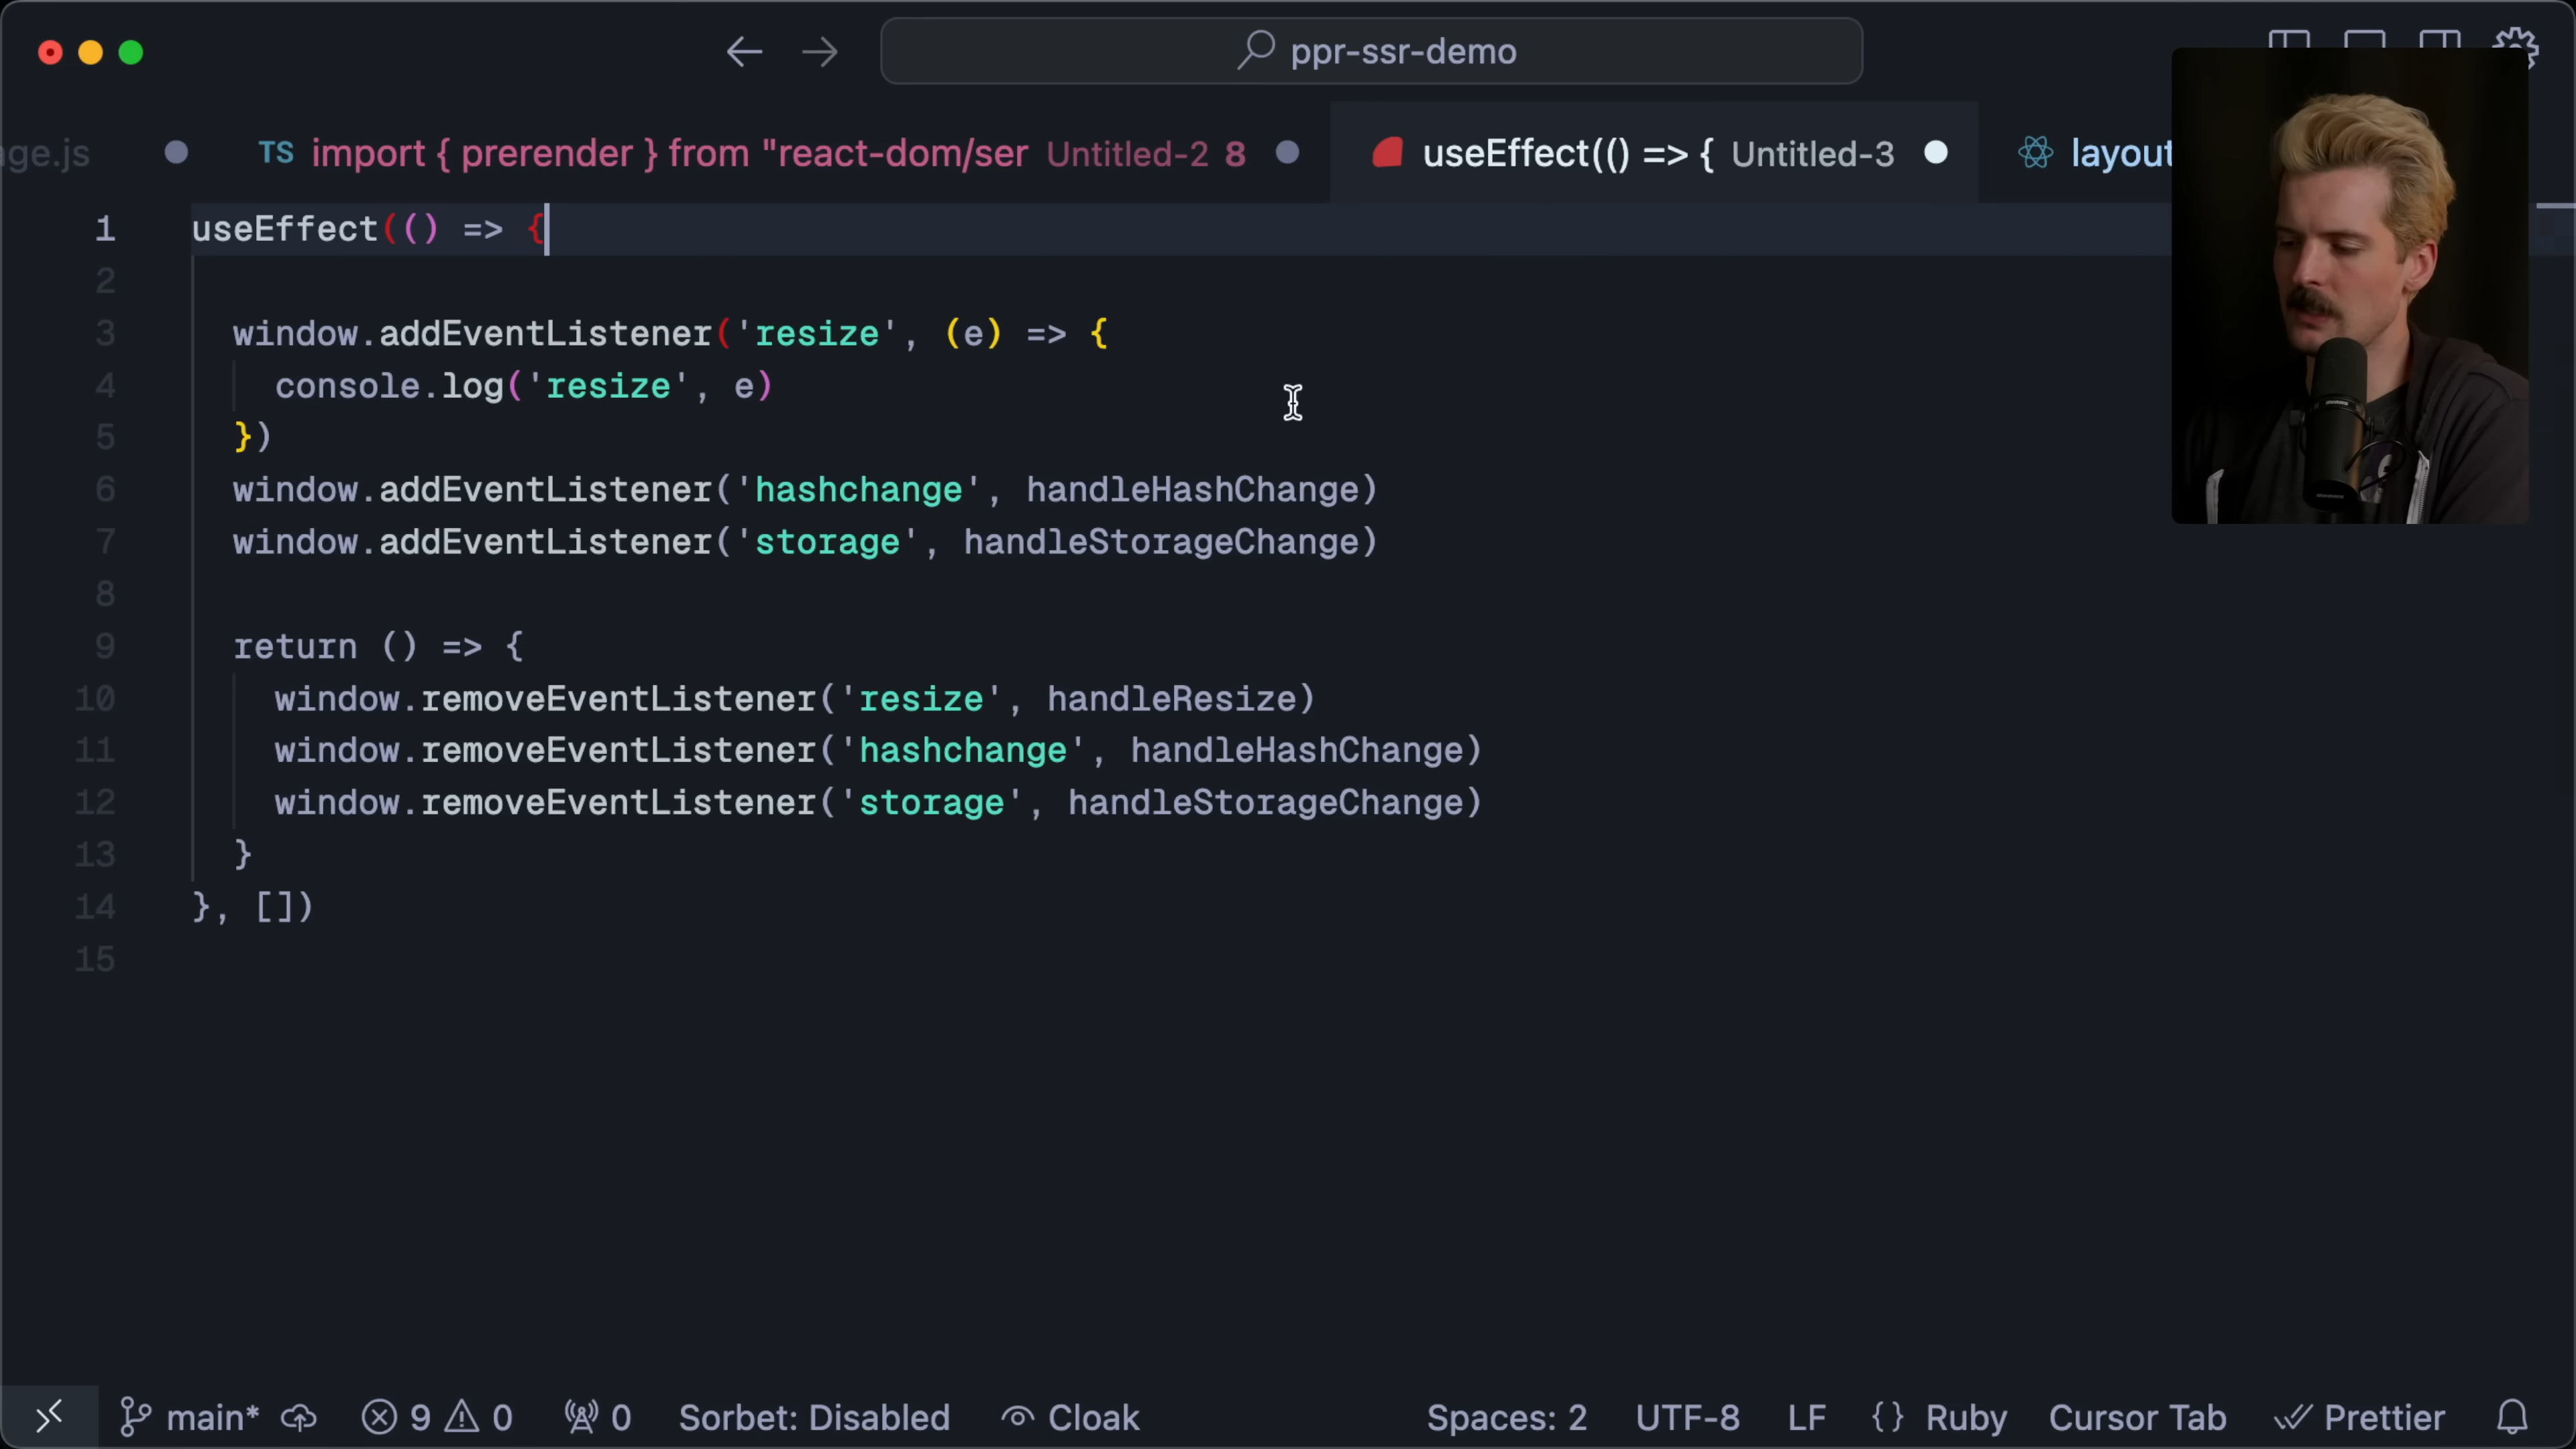 ppr-ssr-demo
ge.js
TS import { prerender } from "react-dom/ser Untitled-2 8
useEffect(() => { Untitled-3
layout
1 useEffect(() => {
2
3 window.addEventListener('resize', (e) => {
4 console.log('resize', e)
5 })
6 window.addEventListener('hashchange', handleHashChange)
7 window.addEventListener('storage', handleStorageChange)
8
9 return () => {
10 window.removeEventListener('resize', handleResize)
11 window.removeEventListener('hashchange', handleHashChange)
12 window.removeEventListener('storage', handleStorageChange)
13 }
14 }, [])
15
main* 9 0 0 Sorbet: Disabled Cloak Spaces: 2 UTF-8 LF {} Ruby Cursor Tab Prettier